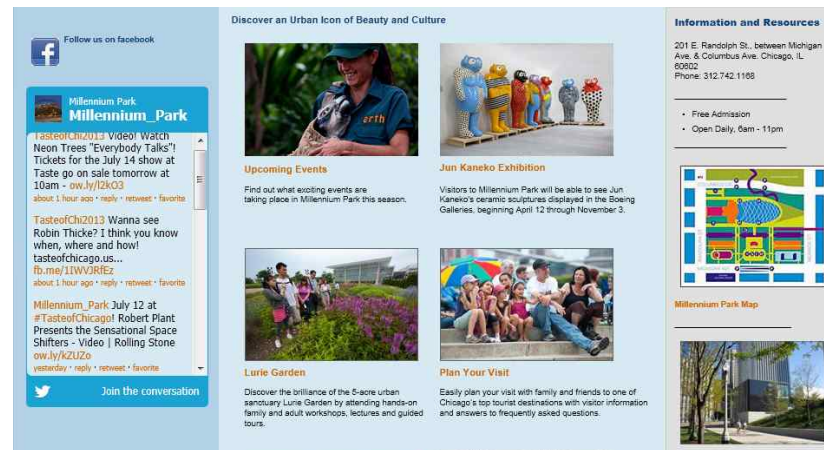 Follow us on facebook
Millennium Park
Millennium_Park
TasteofChi2013 Video! Watch
Neon Trees "Everybody Talks"!
Tickets for the July 14 show at
Taste go on sale tomorrow at
10am - ow.ly/l2kO3
about 1 hour ago · reply · retweet · favorite
TasteofChi2013 Wanna see
Robin Thicke? I think you know
when, where and how!
tasteofchicago.us...
fb.me/1IWVJRfEz
about 1 hour ago · reply · retweet · favorite
Millennium_Park July 12 at
#TasteofChicago! Robert Plant
Presents the Sensational Space
Shifters - Video | Rolling Stone
ow.ly/kZUZo
yesterday · reply · retweet · favorite
Join the conversation
Discover an Urban Icon of Beauty and Culture
erth
Upcoming Events
Find out what exciting events are
taking place in Millennium Park this season.
Jun Kaneko Exhibition
Visitors to Millennium Park will be able to see Jun
Kaneko's ceramic sculptures displayed in the Boeing
Galleries, beginning April 12 through November 3.
Lurie Garden
Discover the brilliance of the 5-acre urban
sanctuary Lurie Garden by attending hands-on
family and adult workshops, lectures and guided
tours.
Plan Your Visit
Easily plan your visit with family and friends to one of
Chicago's top tourist destinations with visitor information
and answers to frequently asked questions.
Information and Resources
201 E. Randolph St., between Michigan
Ave. & Columbus Ave. Chicago, IL
60602
Phone: 312.742.1168
• Free Admission
• Open Daily, 6am - 11pm
Millennium Park Map